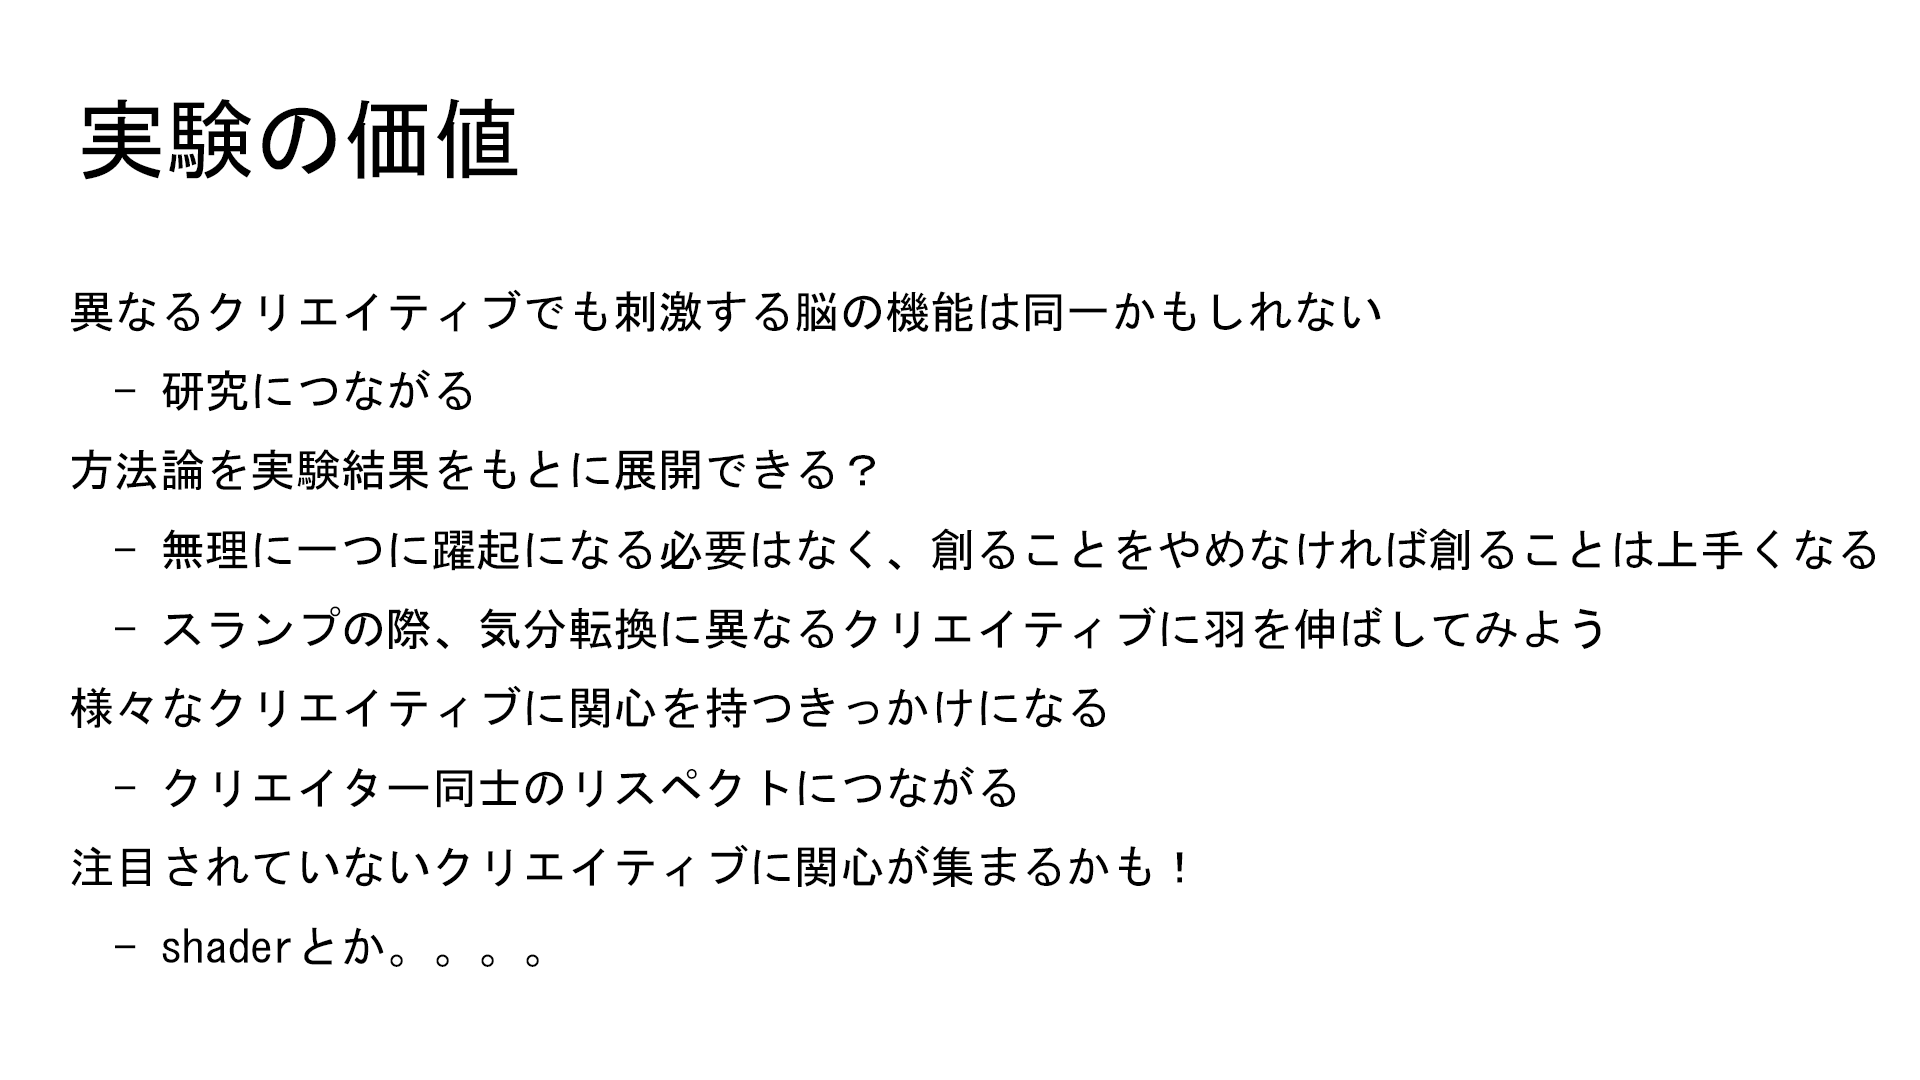 実験の価値
異なるクリエイティブでも刺激する脳の機能は同一かもしれない
- 研究につながる
方法論を実験結果をもとに展開できる？
- 無理に一つに躍起になる必要はなく、創ることをやめなければ創ることは上手くなる
- スランプの際、気分転換に異なるクリエイティブに羽を伸ばしてみよう
様々なクリエイティブに関心を持つきっかけになる
- クリエイター同士のリスペクトにつながる
注目されていないクリエイティブに関心が集まるかも！
- shaderとか。。。。